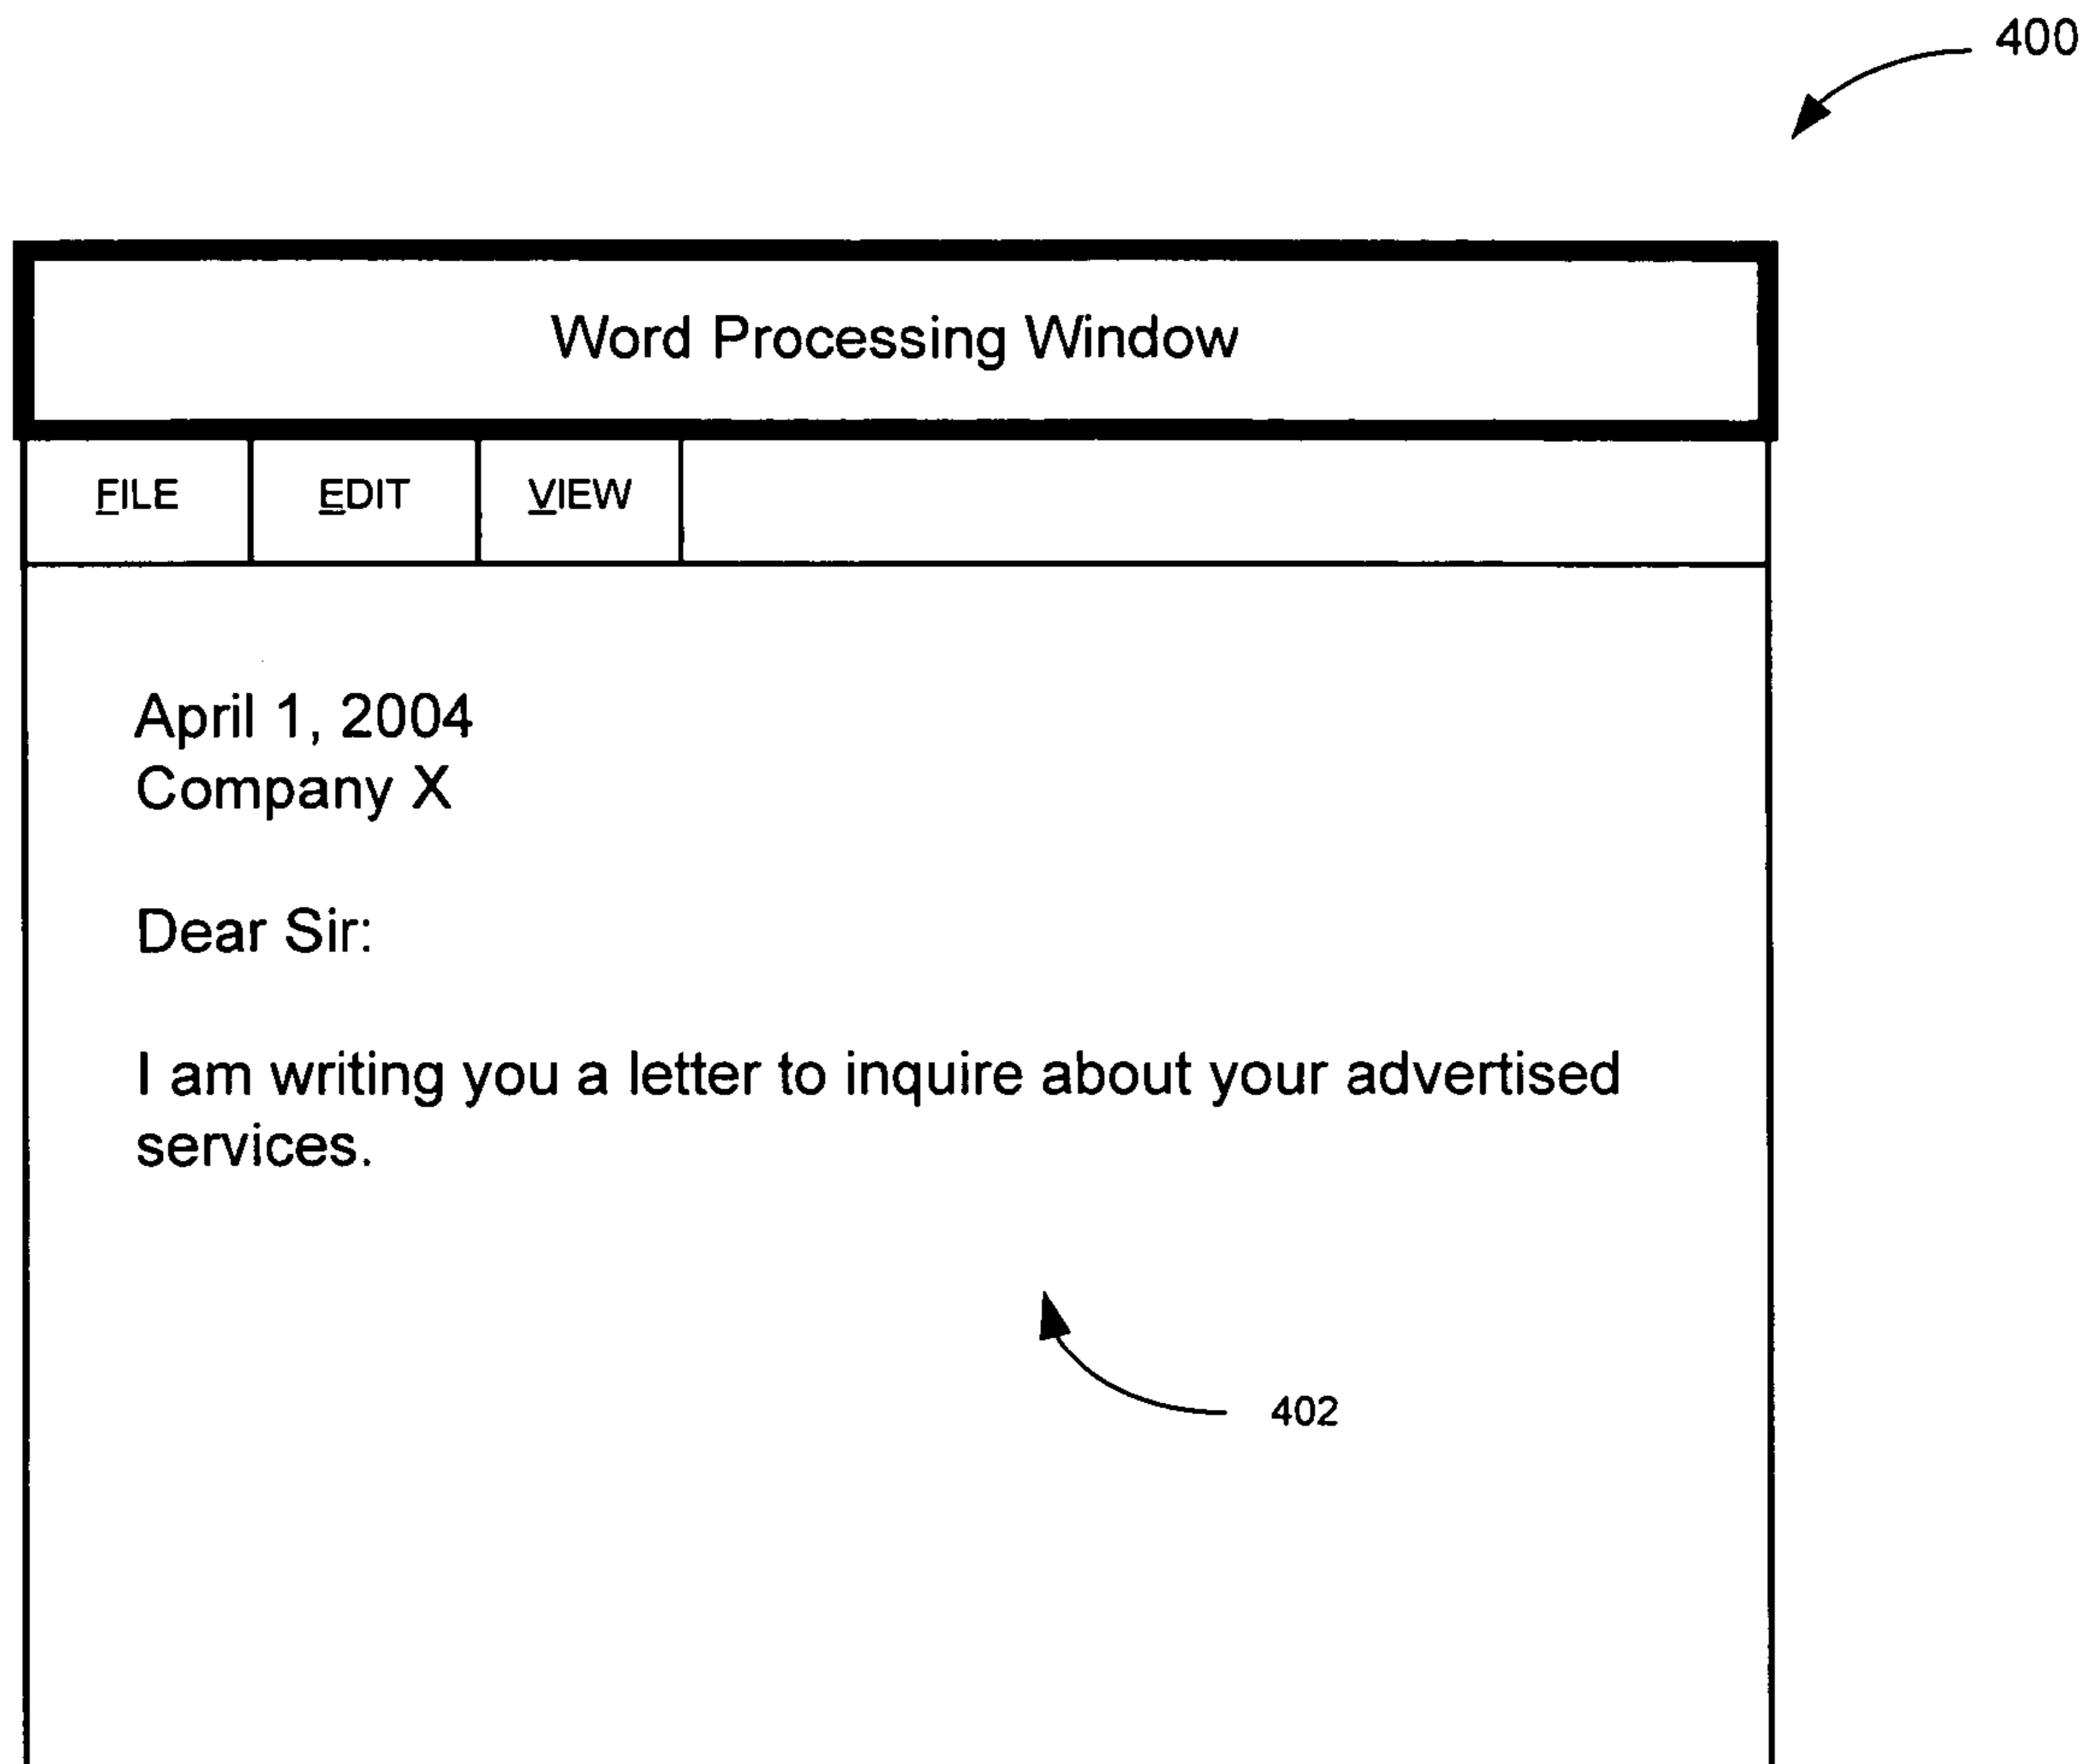 400
Word Processing Window
FILE EDIT VIEW
April 1, 2004
Company X
Dear Sir:
I am writing you a letter to inquire about your advertised
services.
402